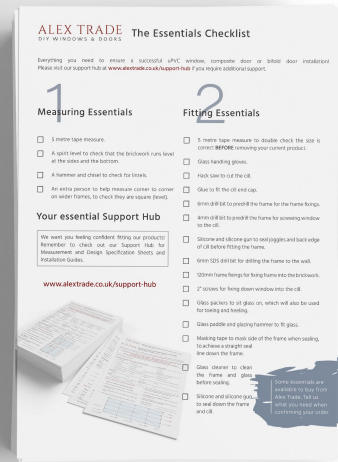 ALEX TRADE
DIY WINDOWS & DOORS
The Essentials Checklist
Everything you need to ensure a successful uPVC window, composite door or bifold door installation!
Please visit our support hub at www.alextrade.co.uk/support-hub if you require additional support.
1
Measuring Essentials
5 metre tape measure.
A spirit level to check that the brickwork runs level
at the sides and the bottom.
A hammer and chisel to check for lintels.
An extra person to help measure corner to corner
on wider frames, to check they are square (level).
Your essential Support Hub
We want you feeling confident fitting our products!
Remember to check out our Support Hub for
Measurement and Design Specification Sheets and
Installation Guides.
www.alextrade.co.uk/support-hub
2
Fitting Essentials
5 metre tape measure to double check the size is
correct BEFORE removing your current product.
Glass handling gloves.
Hack saw to cut the cill.
Glue to fit the cill end cap.
6mm drill bit to predrill the frame for the frame fixings.
4mm drill bit to predrill the frame for screwing window
to the cill.
Silicone and silicone gun to seal joggles and back edge
of cill before fitting the frame.
6mm SDS drill bit for drilling the frame to the wall.
120mm frame fixings for fixing frame into the brickwork.
2" screws for fixing down window into the cill.
Glass packers to sit glass on, which will also be used
for toeing and heeling.
Glass paddle and glazing hammer to fit glass.
Masking tape to mask side of the frame when sealing,
to achieve a straight seal
line down the frame.
Glass cleaner to clean
the frame and glass
before sealing.
Silicone and silicone gun
to seal down the frame
and cill.
Some essentials are
available to buy from
Alex Trade. Tell us
what you need when
confirming your order.